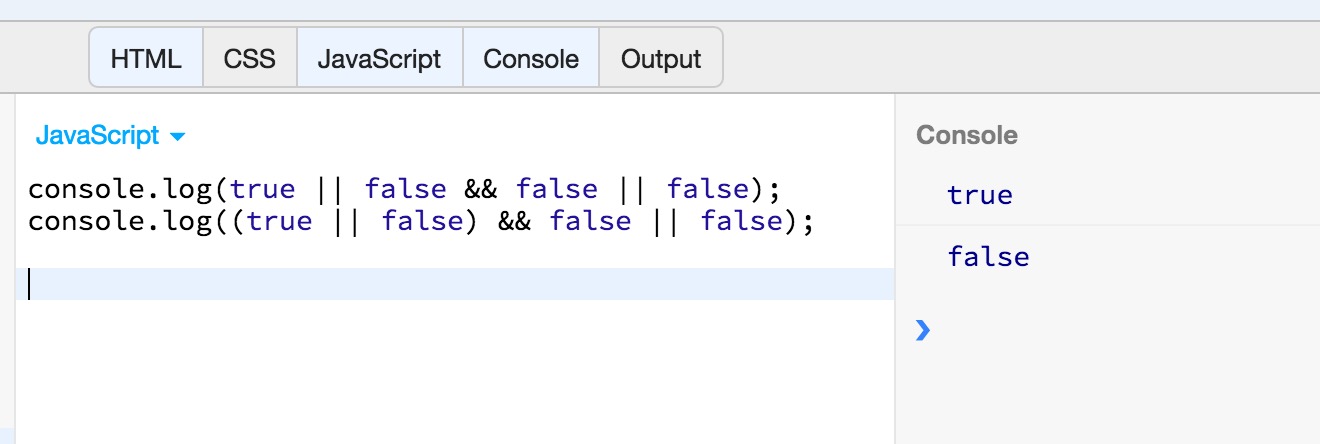 HTML CSS JavaScript Console Output
JavaScript
Console
console.log(true || false && false || false);
console.log((true || false) && false || false);
true
false